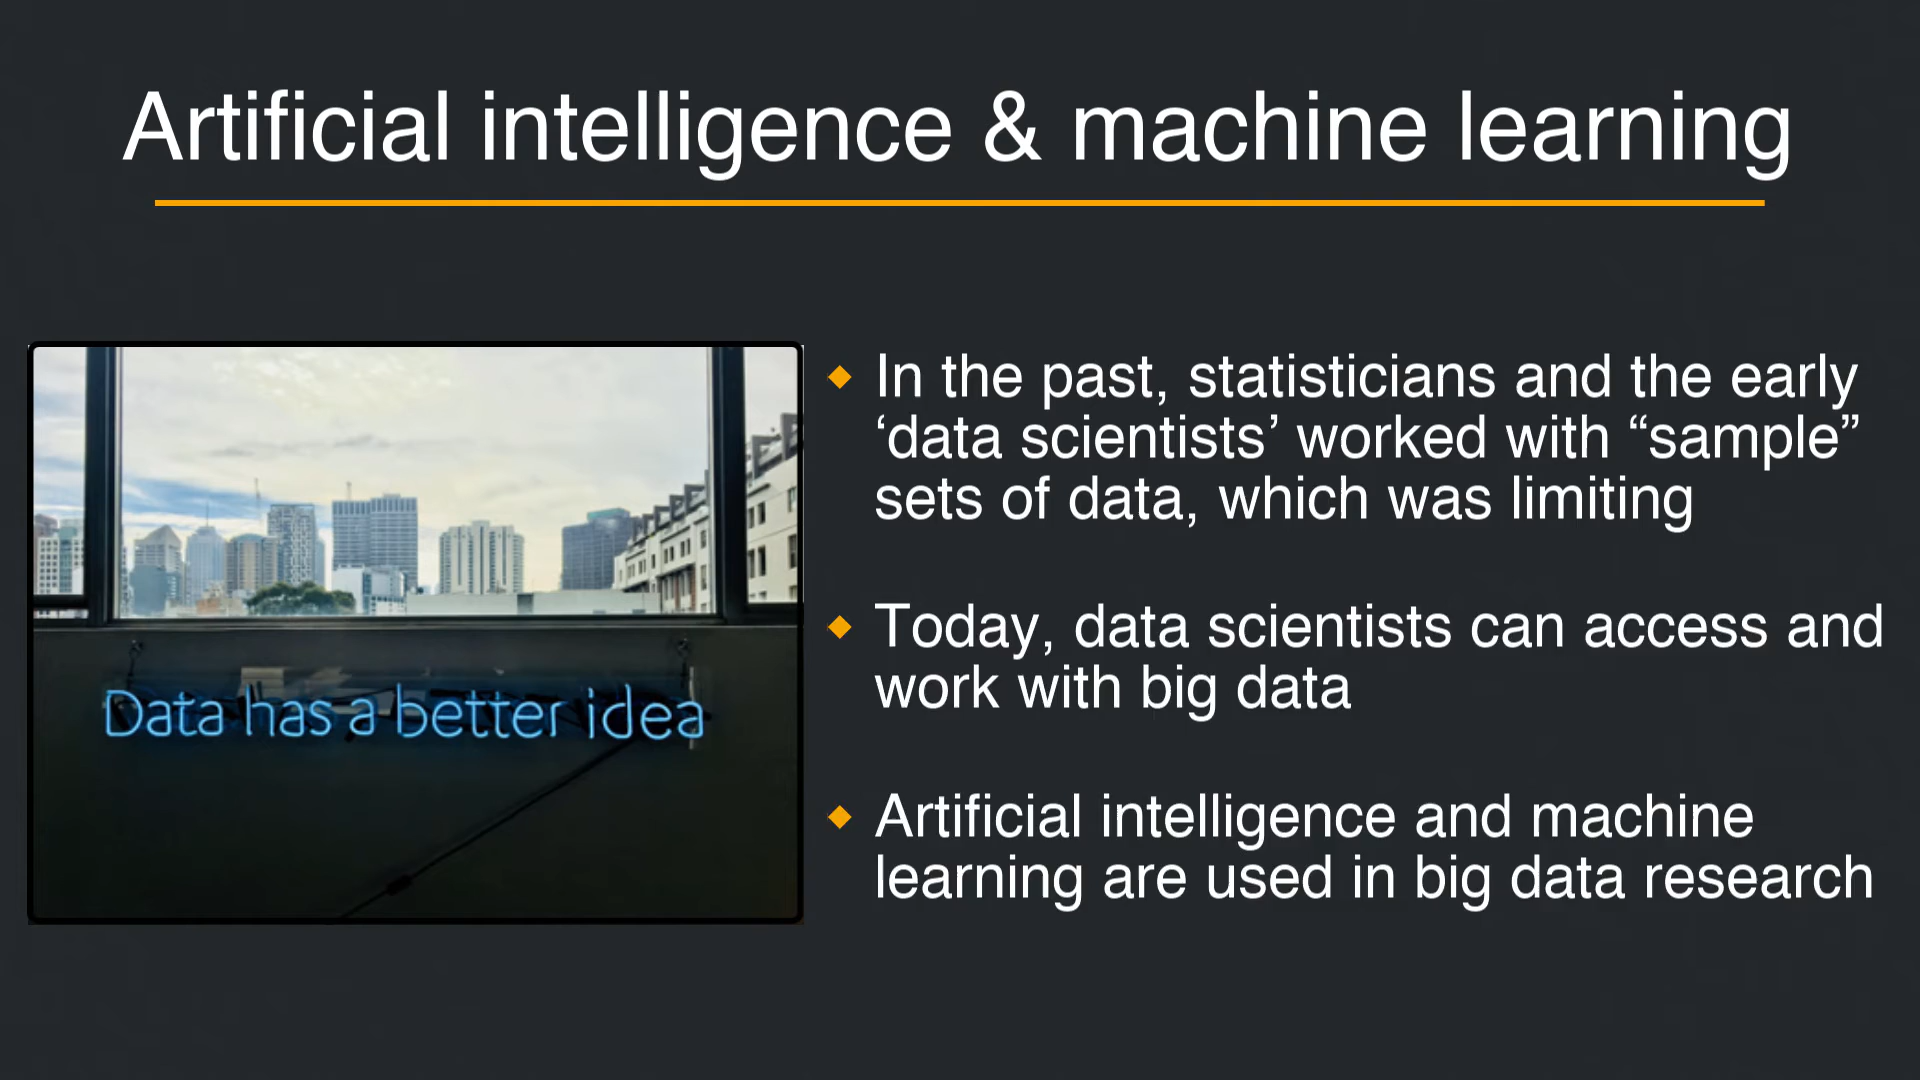 Artificial intelligence & machine learning
In the past, statisticians and the early
‘data scientists’ worked with “sample”
sets of data, which was limiting
Today, data scientists can access and
work with big data
Artificial intelligence and machine
learning are used in big data research
Data has a better idea